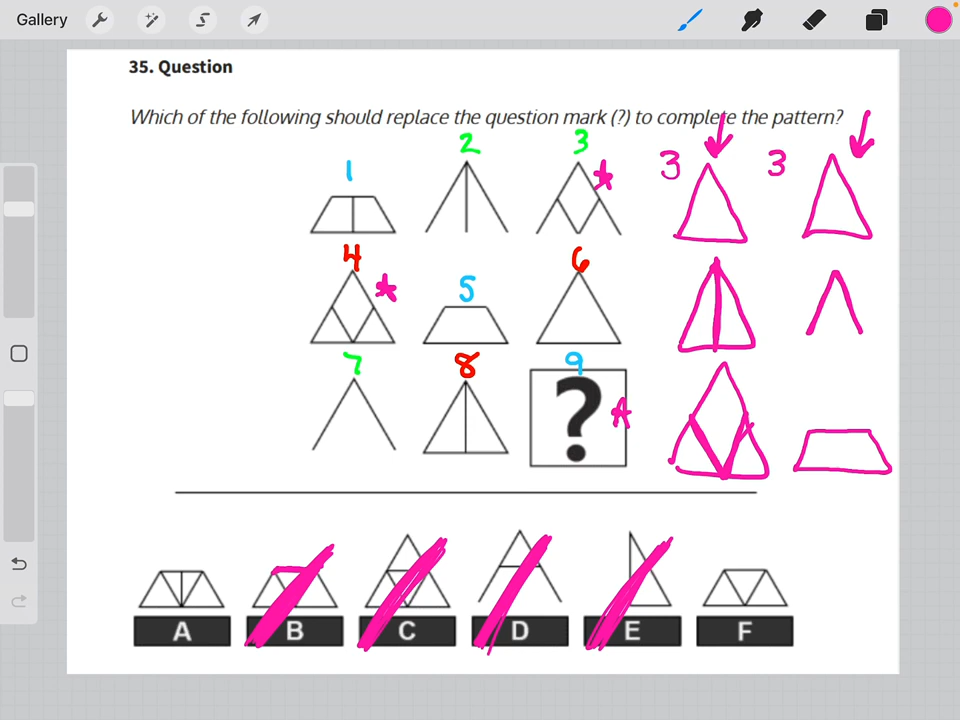 Gallery
35. Question
Which of the following should replace the question mark (?) to complete the pattern?
1 2 3 3 3
4 5 6
7 8 9
?
A B C D E F